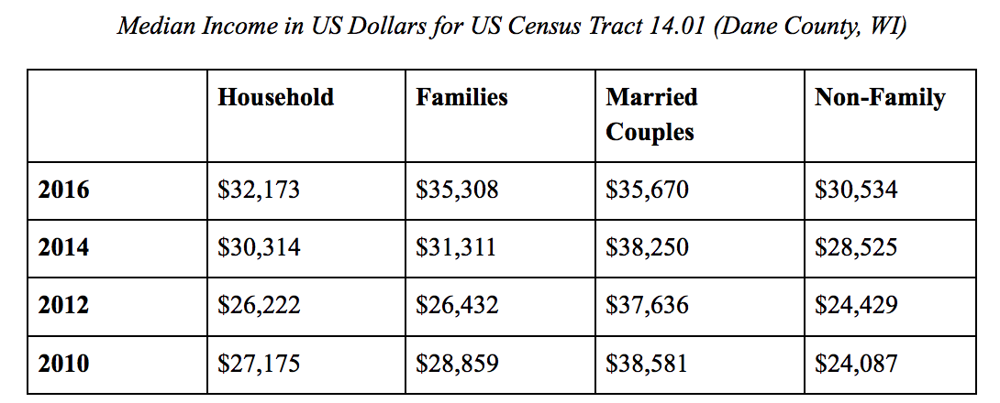 Median Income in US Dollars for US Census Tract 14.01 (Dane County, WI)
Household Families Married Couples Non-Family
2016 $32,173 $35,308 $35,670 $30,534
2014 $30,314 $31,311 $38,250 $28,525
2012 $26,222 $26,432 $37,636 $24,429
2010 $27,175 $28,859 $38,581 $24,087